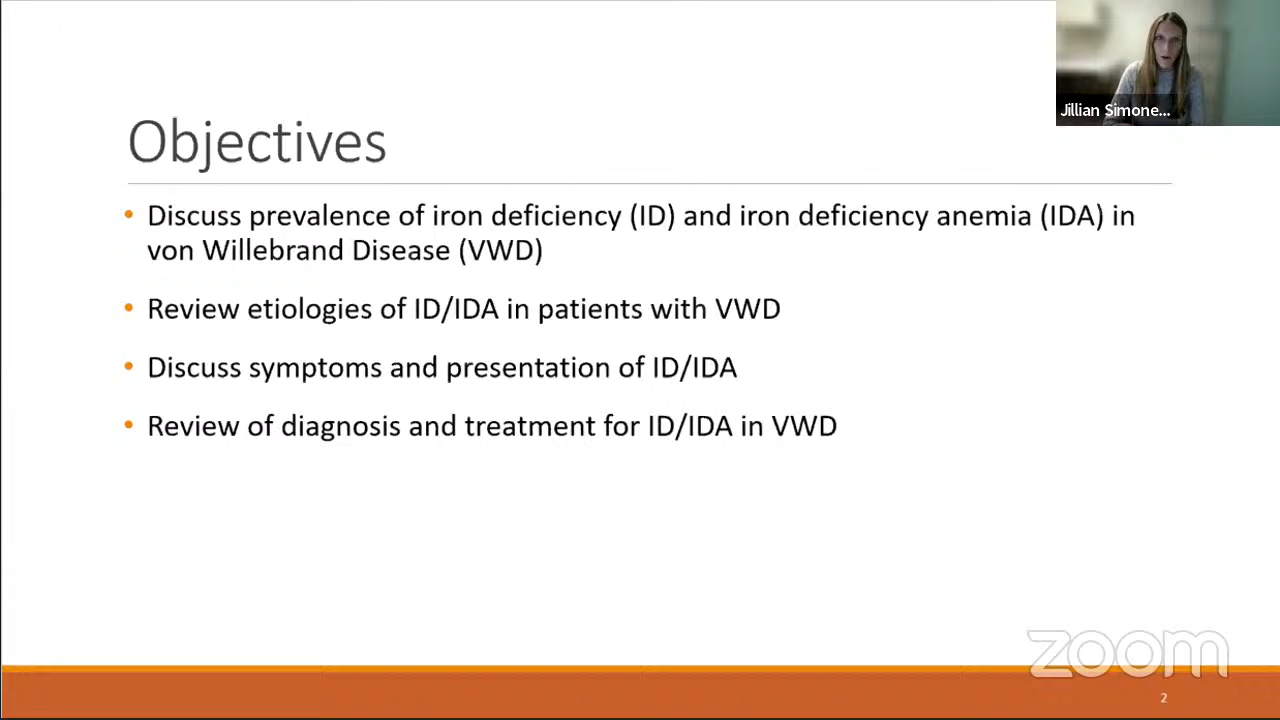 Jillian Simone...
Objectives
• Discuss prevalence of iron deficiency (ID) and iron deficiency anemia (IDA) in
von Willebrand Disease (VWD)
• Review etiologies of ID/IDA in patients with VWD
• Discuss symptoms and presentation of ID/IDA
• Review of diagnosis and treatment for ID/IDA in VWD
zoom
2